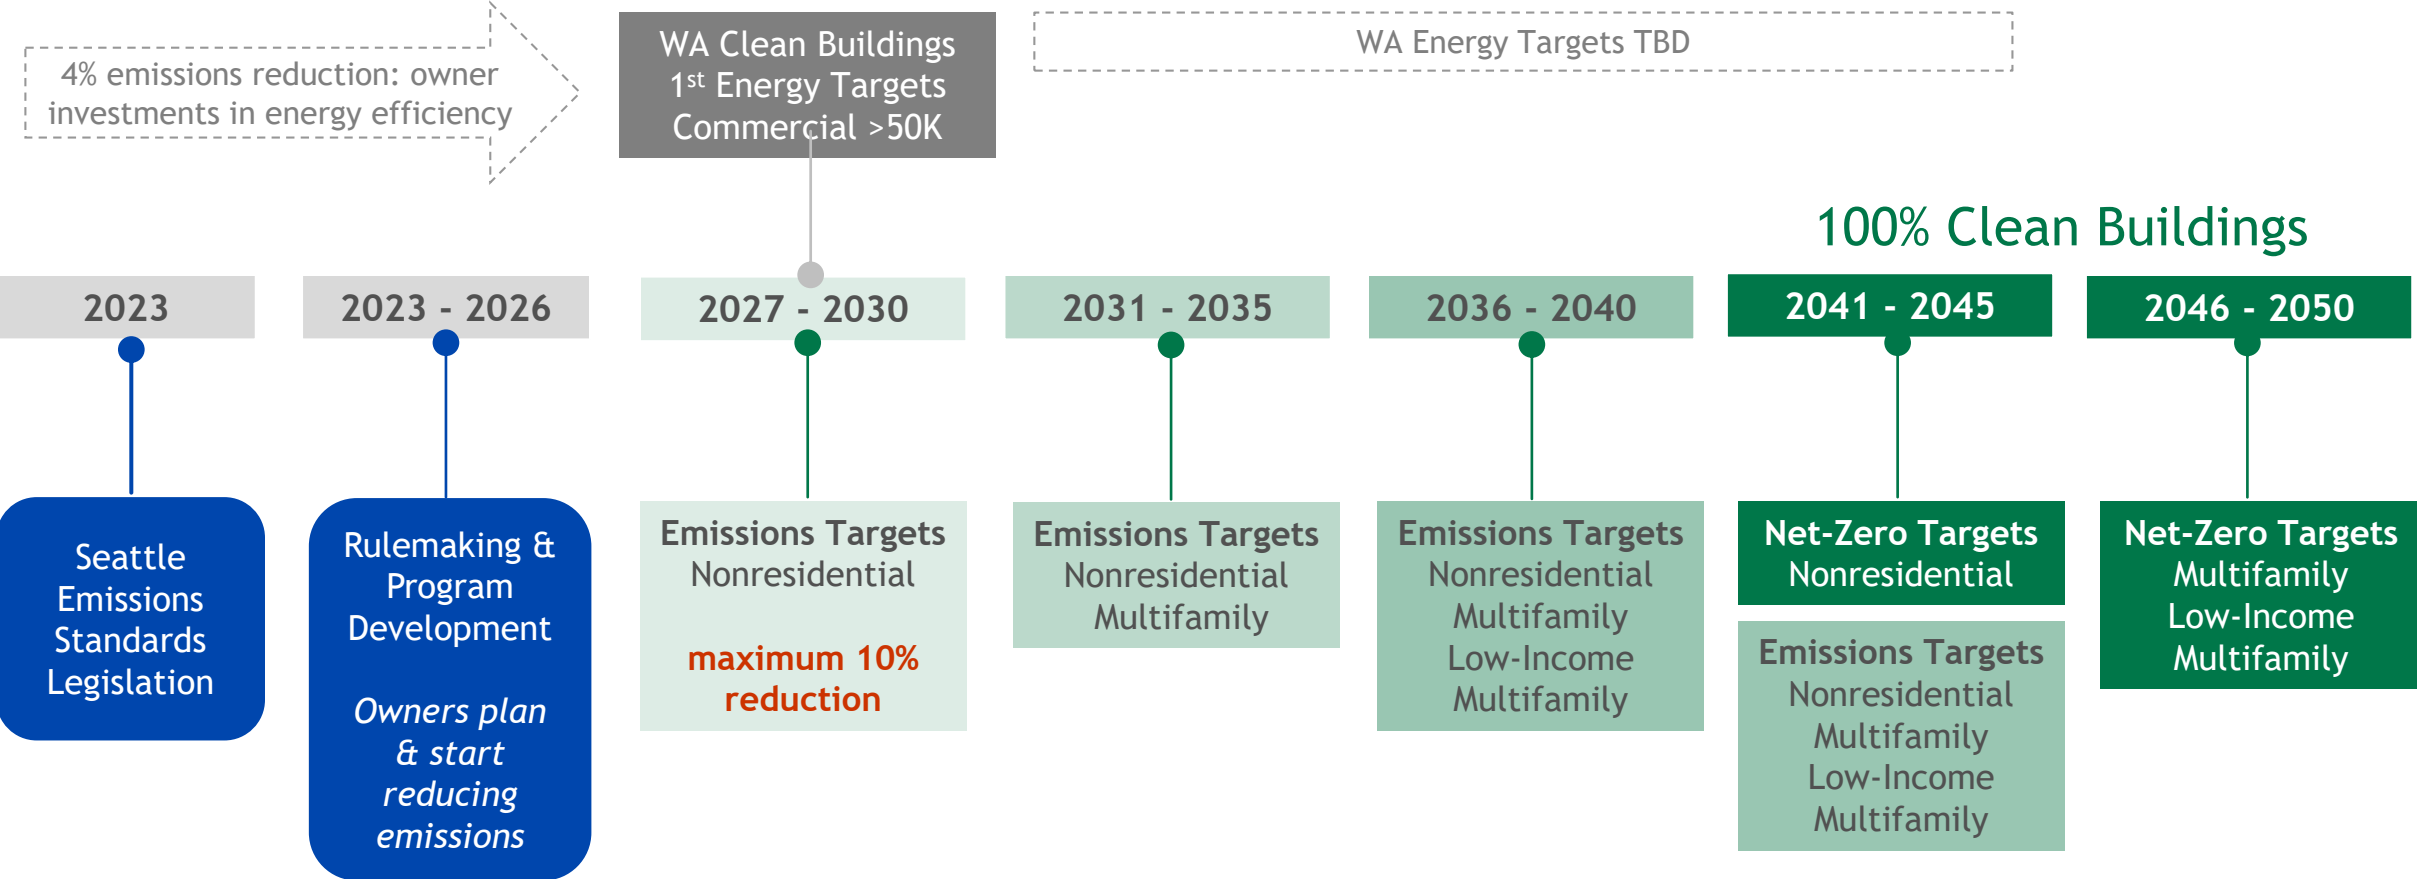 4% emissions reduction: owner
investments in energy efficiency
WA Clean Buildings
1st Energy Targets
Commercial >50K
WA Energy Targets TBD
100% Clean Buildings
2023
2023 - 2026
2027 - 2030
2031 - 2035
2036 - 2040
2041 - 2045
2046 - 2050
Seattle
Emissions
Standards
Legislation
Rulemaking &
Program
Development
Owners plan
& start
reducing
emissions
Emissions Targets
Nonresidential
maximum 10%
reduction
Emissions Targets
Nonresidential
Multifamily
Emissions Targets
Nonresidential
Multifamily
Low-Income
Multifamily
Net-Zero Targets
Nonresidential
Emissions Targets
Nonresidential
Multifamily
Low-Income
Multifamily
Net-Zero Targets
Multifamily
Low-Income
Multifamily